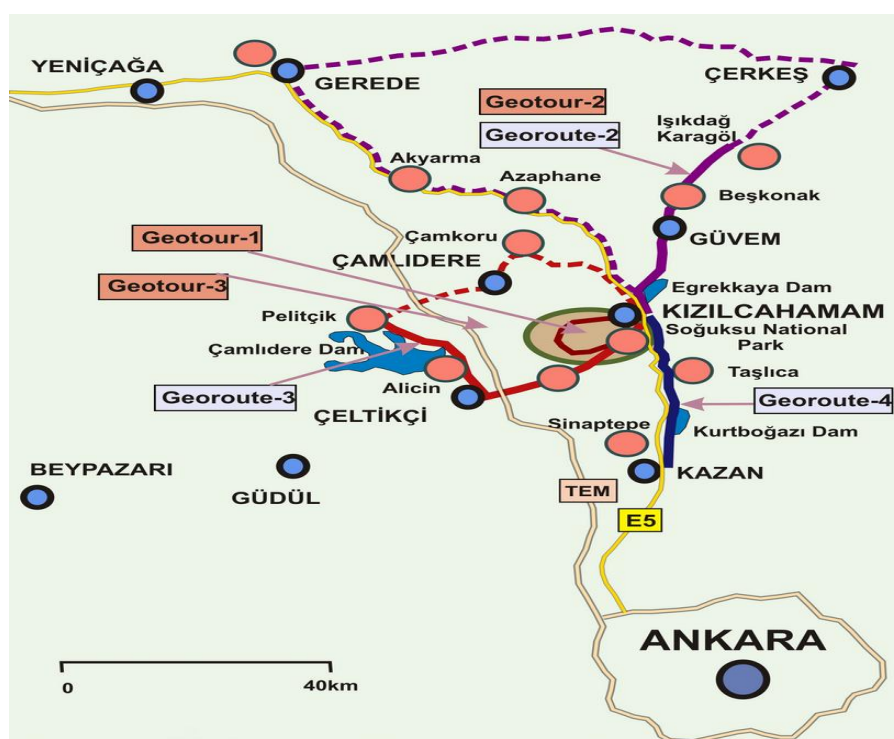 YENİÇAĞA
GEREDE
ÇERKEŞ
Geotour-2
Georoute-2
Işıkdağ
Karagöl
Akyarma
Azaphane
Beşkonak
GÜVEM
Geotour-1
Çamkoru
ÇAMLIDERE
Geotour-3
Egrekkaya Dam
KIZILCAHAMAM
Pelitçik
Soğuksu National
Park
Çamlıdere Dam
Taşlıca
Alicin
Georoute-3
Georoute-4
ÇELTİKÇİ
Sinaptepe
Kurtboğazı Dam
BEYPAZARI
GÜDÜL
KAZAN
TEM
E5
ANKARA
0
40km